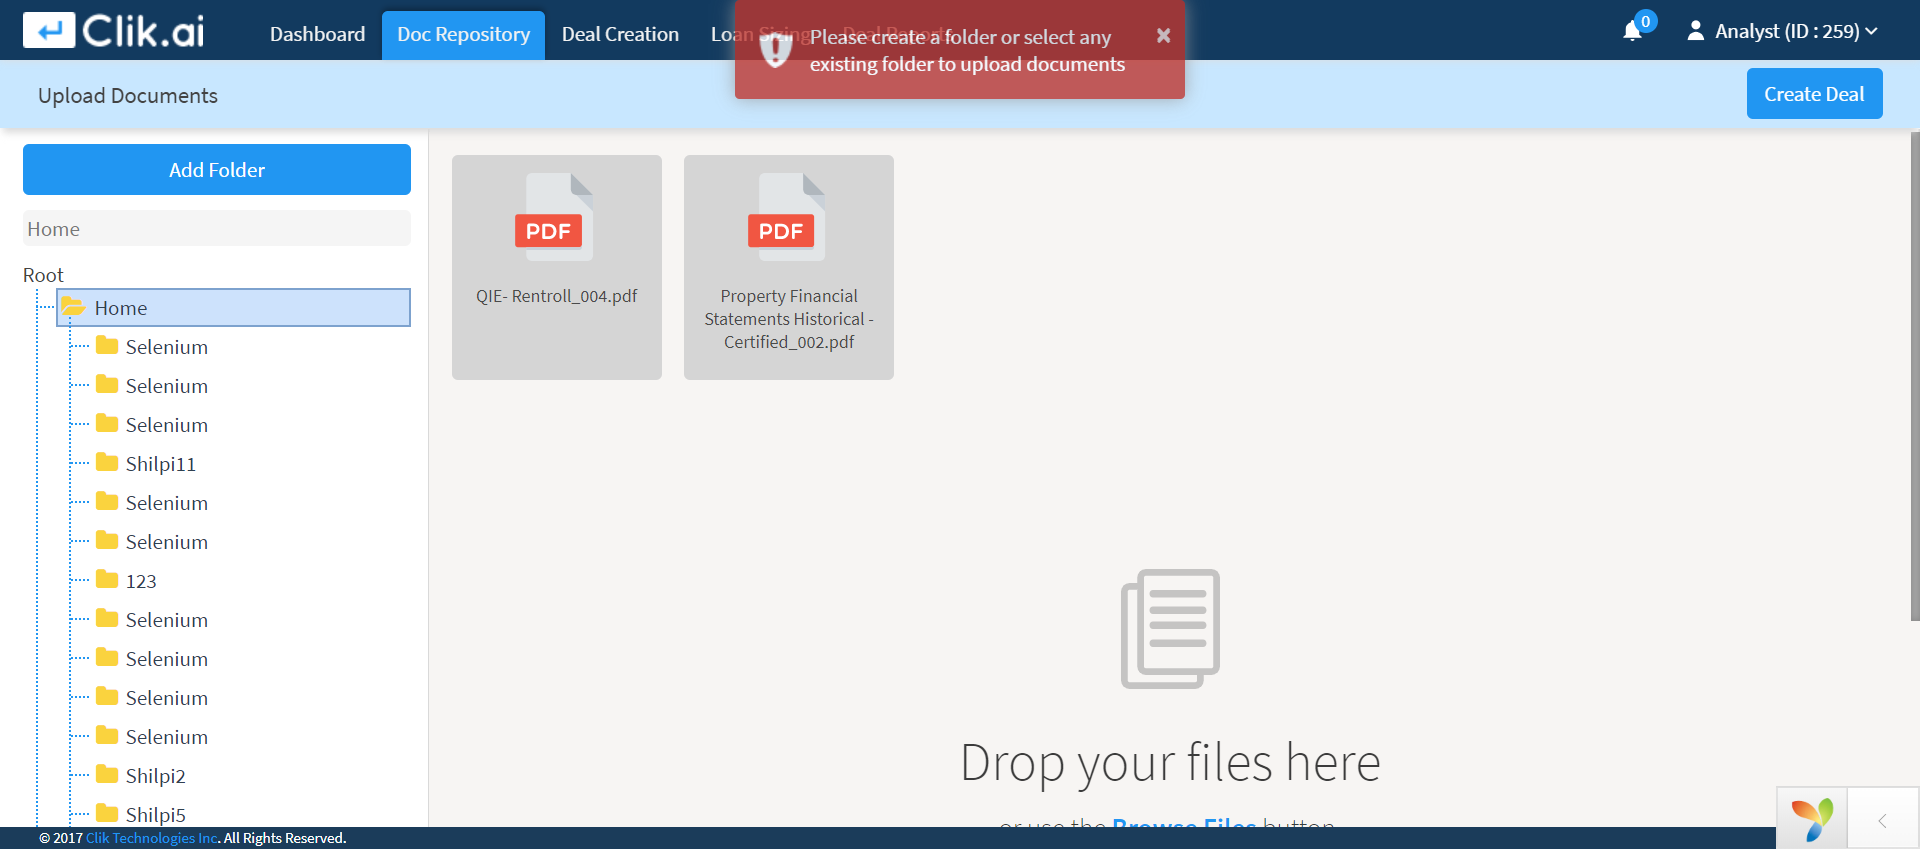 Clik.ai
Dashboard
Doc Repository
Deal Creation
Loan Sizing
Deal Reports
Please create a folder or select any
existing folder to upload documents
×
0
Analyst (ID : 259)
Upload Documents
Create Deal
Add Folder
Home
Root
Home
Selenium
Selenium
Selenium
Shilpi11
Selenium
Selenium
123
Selenium
Selenium
Selenium
Selenium
Shilpi2
Shilpi5
PDF
QIE- Rentroll_004.pdf
PDF
Property Financial
Statements Historical -
Certified_002.pdf
Drop your files here
or use the Browse Files button
© 2017 Clik Technologies Inc. All Rights Reserved.